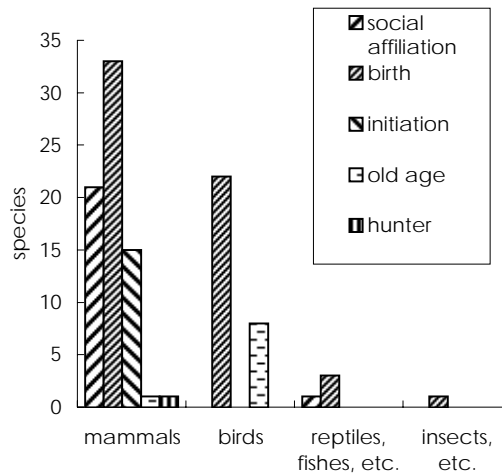 35
30
25
20
15
10
5
0
species
mammals
birds
reptiles,
fishes, etc.
insects,
etc.
social
affiliation
birth
initiation
old age
hunter